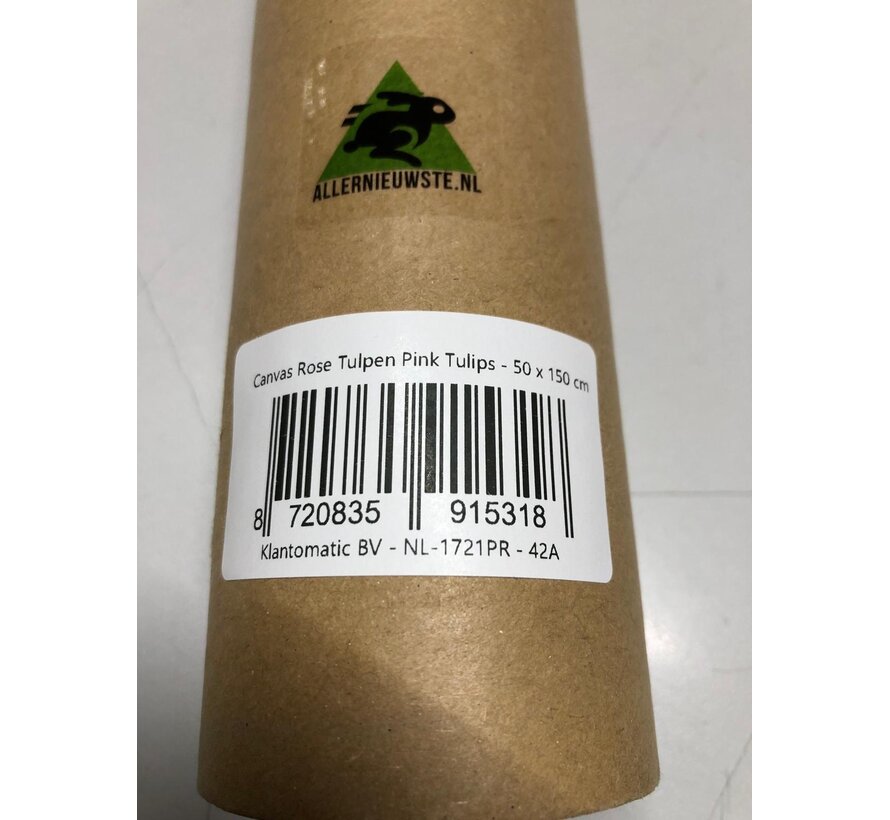 ALLERNIEUWSTE.NL
Canvas Rose Tulpen Pink Tulips - 50 x 150 cm
8 720835 915318
Klantomatic BV - NL-1721PR - 42A